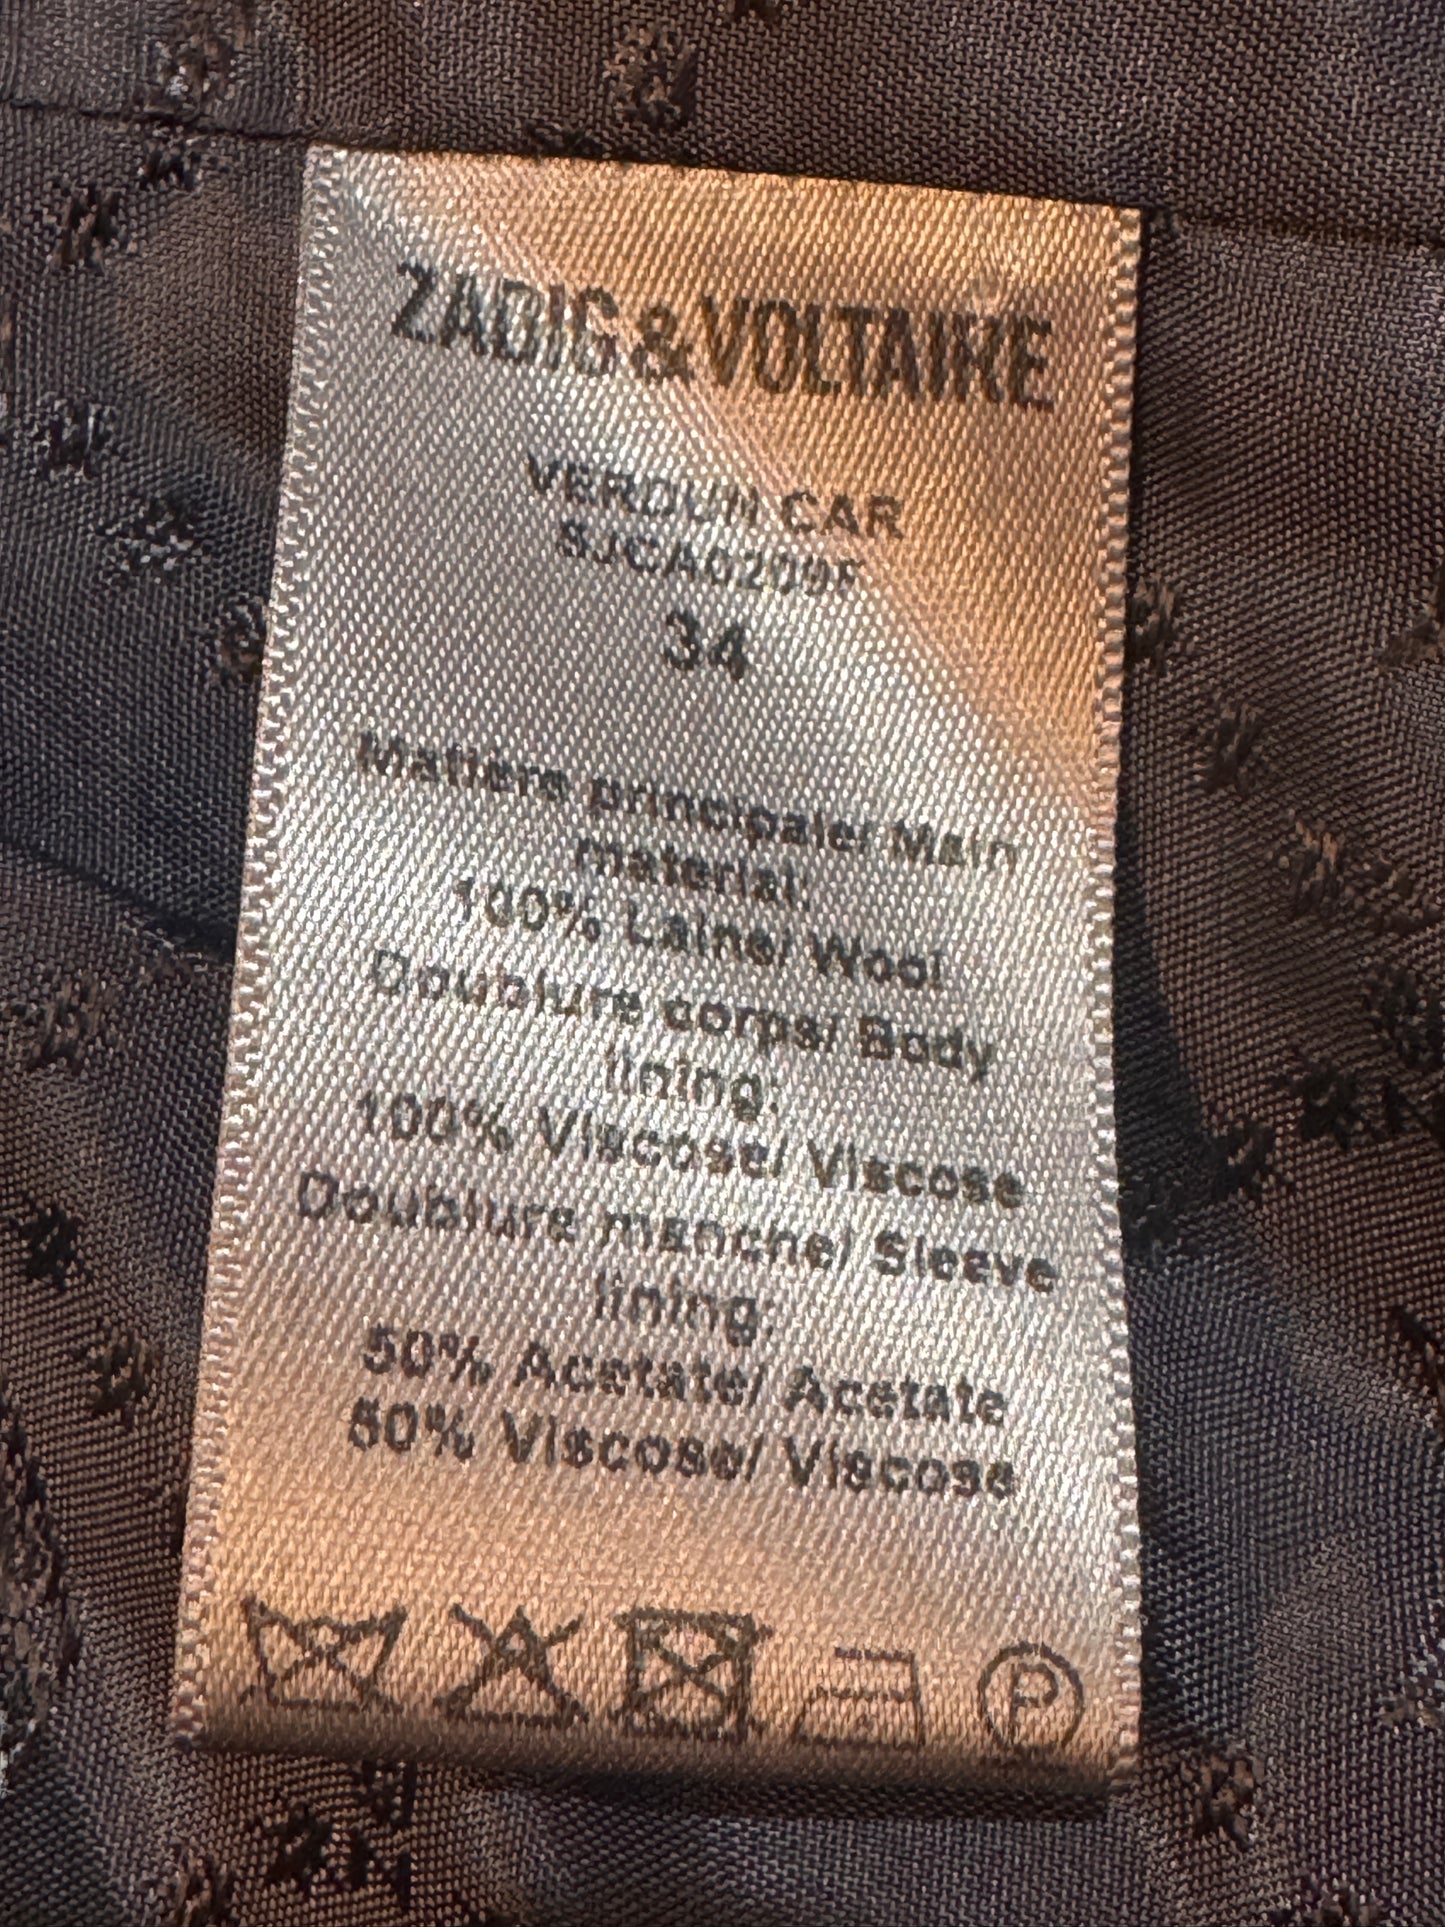 ZADIG&VOLTAIRE
VERDUN CAR
SJCA0209F
34
Matière principale/ Main
material:
100% Laine/ Wool
Doublure corps/ Body
lining:
100% Viscose/ Viscose
Doublure manche/ Sleeve
lining:
50% Acetate/ Acetate
50% Viscose/ Viscose
P